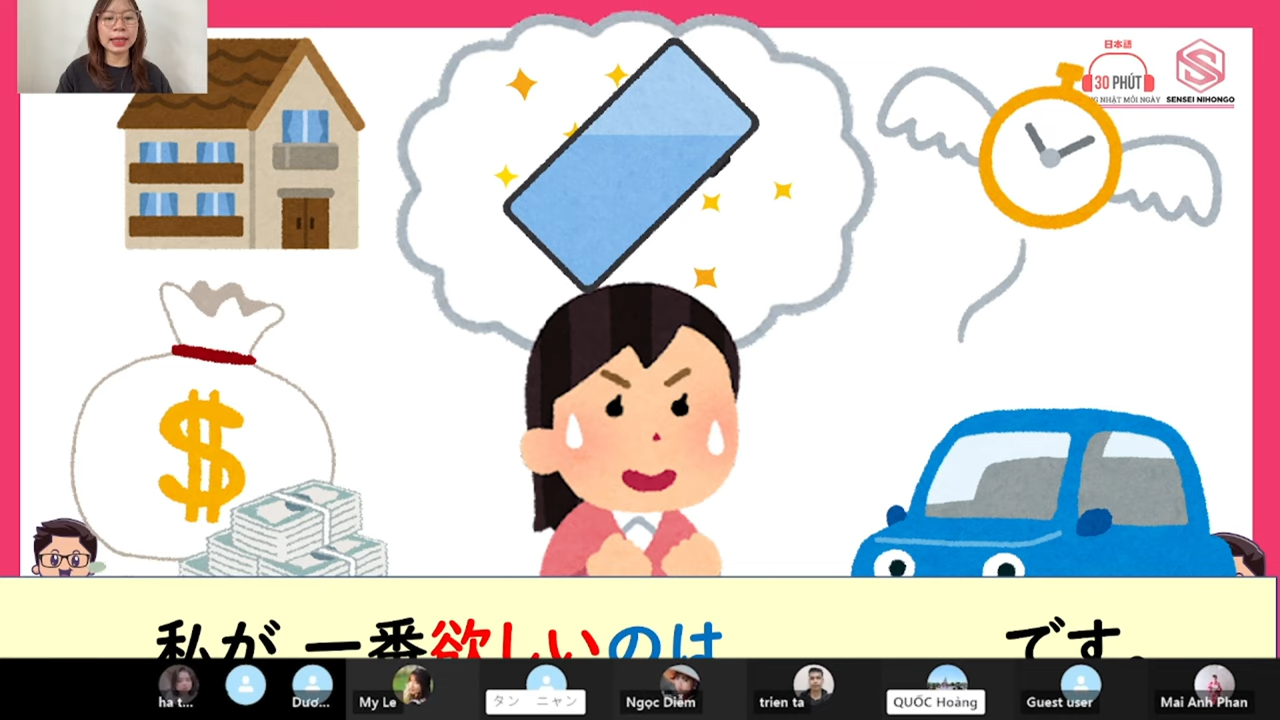 日本語
30 PHÚT
G NHẬT MỖI NGÀY
SENSEI NIHONGO
$
私が 一番欲しいのは です。
ha t...
Dươ...
My Le
タン ニャン
Ngọc Diễm
trien ta
QUỐC Hoàng
Guest user
Mai Anh Phan